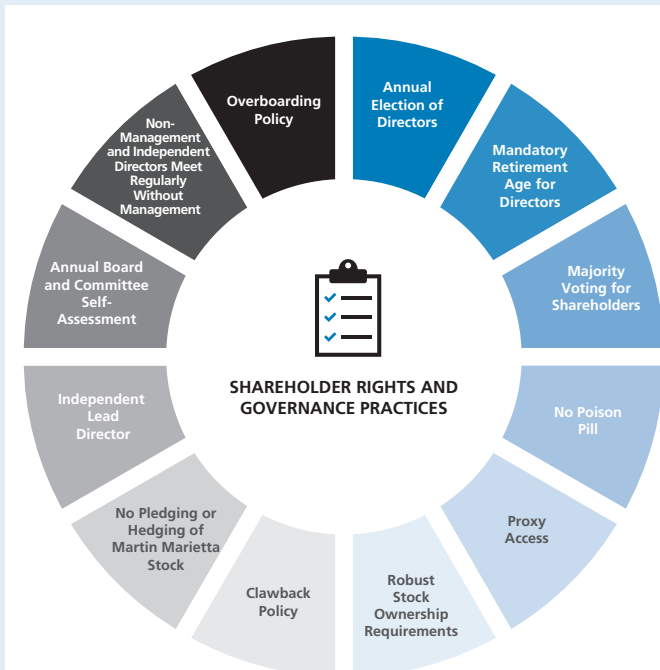 Overboarding
Policy
Annual
Election of
Directors
Mandatory
Retirement
Age for
Directors
Majority
Voting for
Shareholders
No Poison
Pill
Proxy
Access
Robust
Stock
Ownership
Requirements
Clawback
Policy
No Pledging or
Hedging of
Martin Marietta
Stock
Independent
Lead
Director
Annual Board
and Committee
Self-
Assessment
Non-
Management
and Independent
Directors Meet
Regularly
Without
Management
SHAREHOLDER RIGHTS AND
GOVERNANCE PRACTICES